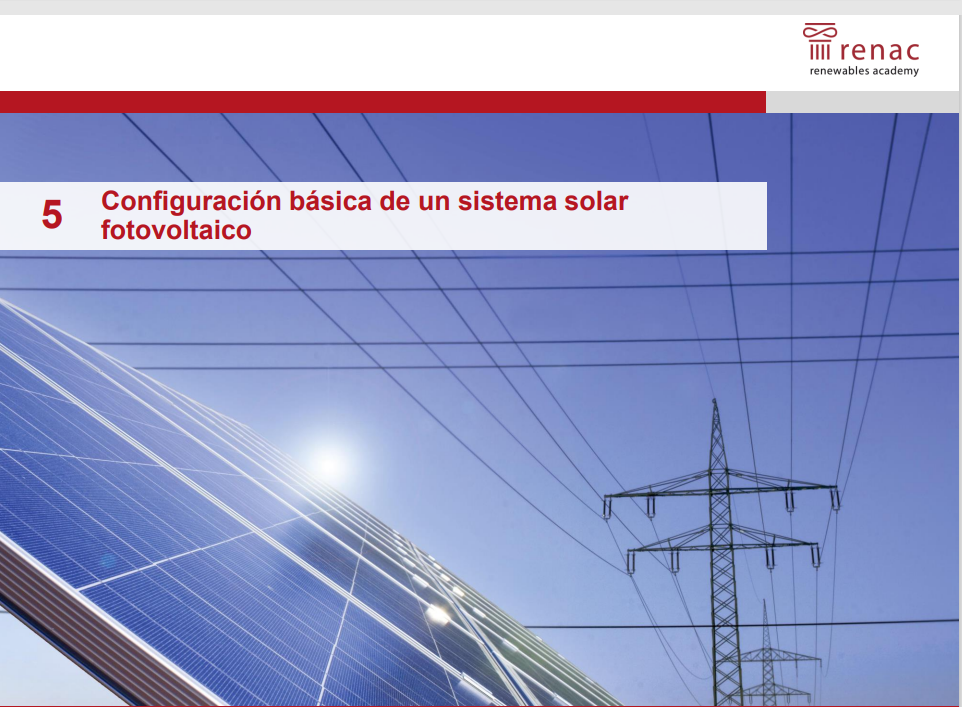 renac
renewables academy
5
Configuración básica de un sistema solar
fotovoltaico